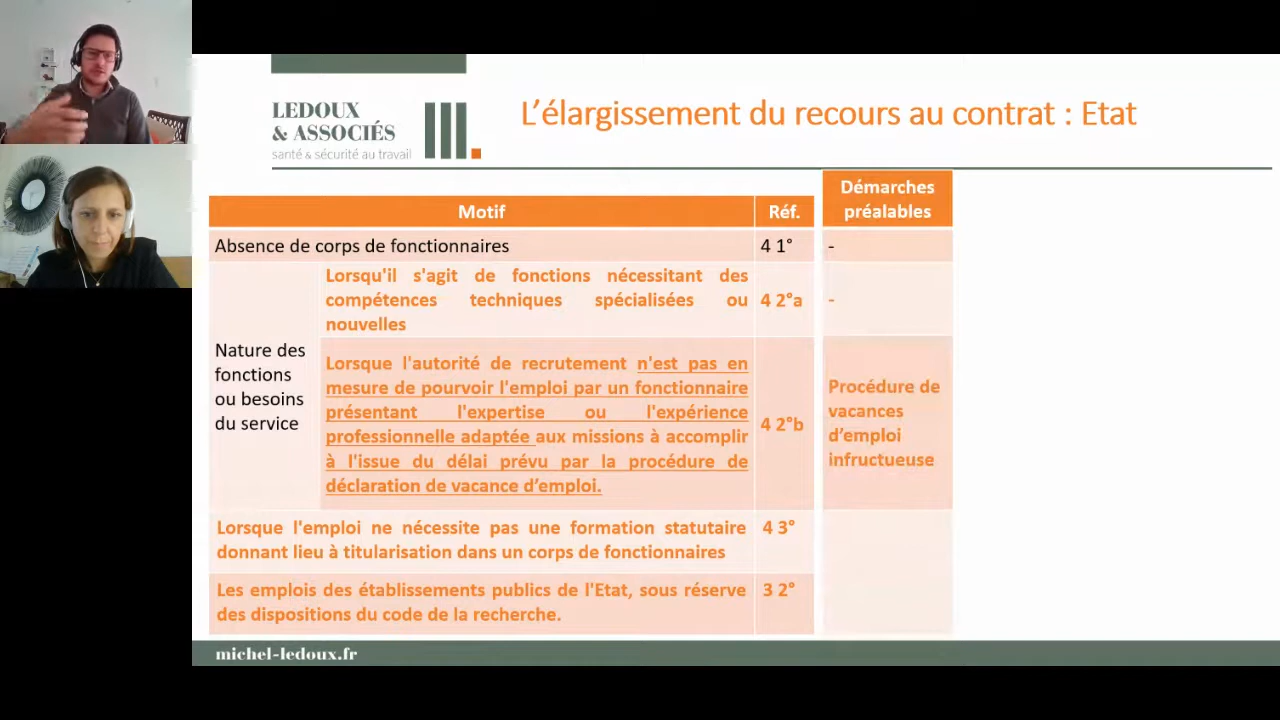 LEDOUX
& ASSOCIÉS
santé & sécurité au travail
L’élargissement du recours au contrat : Etat
Motif
Réf.
Démarches
préalables
Absence de corps de fonctionnaires
4 1°
-
Nature des
fonctions
ou besoins
du service
Lorsqu'il s'agit de fonctions nécessitant des
compétences techniques spécialisées ou
nouvelles
4 2°a
-
Lorsque l'autorité de recrutement n'est pas en
mesure de pourvoir l'emploi par un fonctionnaire
présentant l'expertise ou l'expérience
professionnelle adaptée aux missions à accomplir
à l'issue du délai prévu par la procédure de
déclaration de vacance d’emploi.
4 2°b
Procédure de
vacances
d’emploi
infructueuse
Lorsque l'emploi ne nécessite pas une formation statutaire
donnant lieu à titularisation dans un corps de fonctionnaires
4 3°
Les emplois des établissements publics de l'Etat, sous réserve
des dispositions du code de la recherche.
3 2°
michel-ledoux.fr